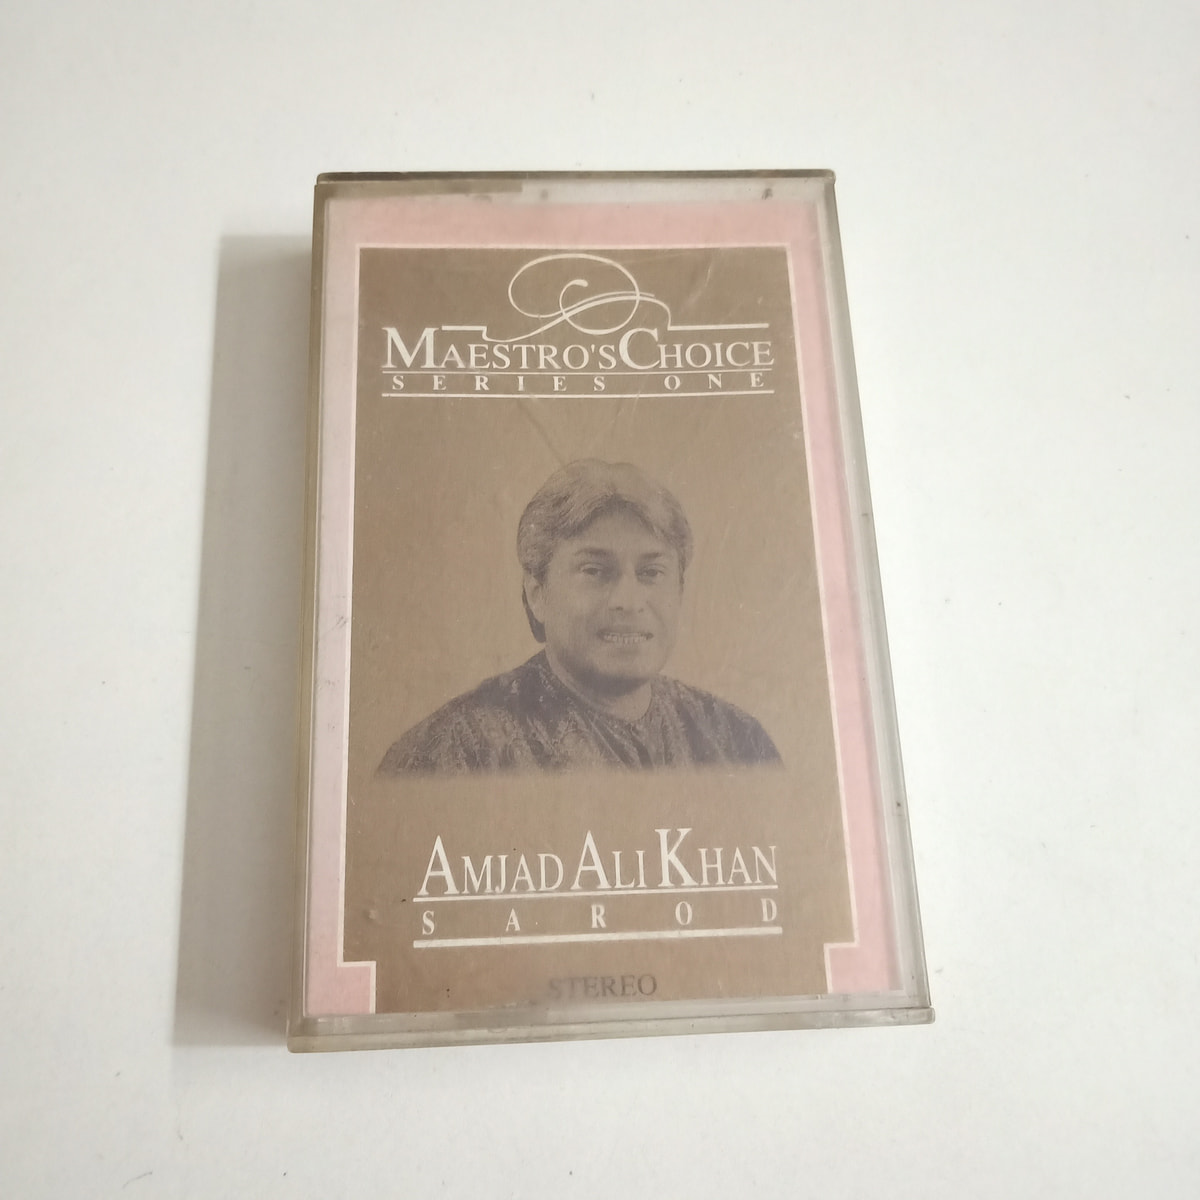 MAESTRO'S CHOICE
SERIES ONE
AMJAD ALI KHAN
SAROD
STEREO